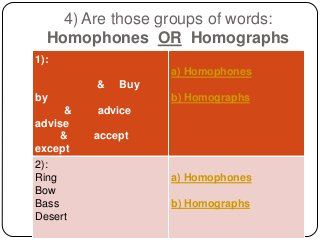 4) Are those groups of words:
Homophones OR Homographs
1):
& Buy
by
& advice
advise
& accept
except
a) Homophones
b) Homographs
2):
Ring
Bow
Bass
Desert
a) Homophones
b) Homographs